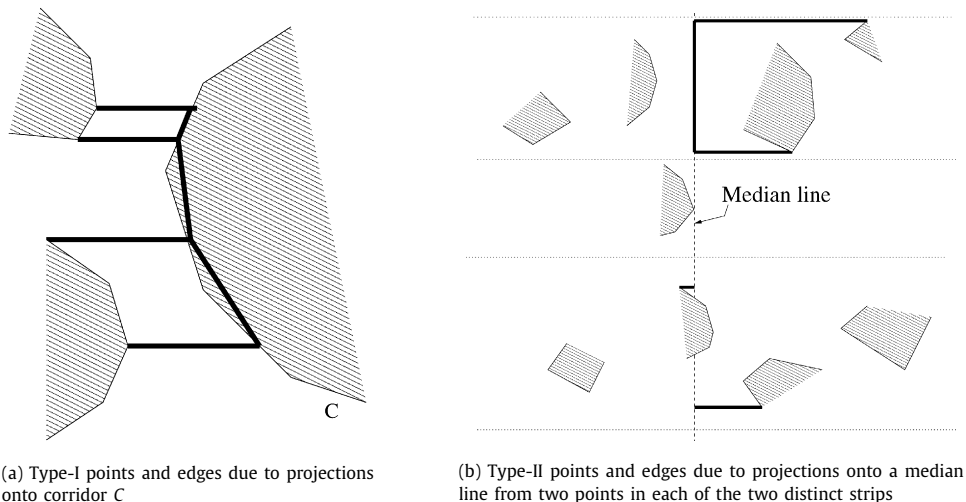 C
Median line
(a) Type-I points and edges due to projections
onto corridor C
(b) Type-II points and edges due to projections onto a median
line from two points in each of the two distinct strips